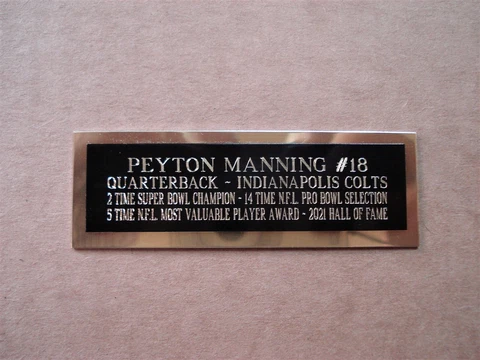 PEYTON MANNING #18
QUARTERBACK ~ INDIANAPOLIS COLTS
2 TIME SUPER BOWL CHAMPION ~ 14 TIME N.F.L. PRO BOWL SELECTION
5 TIME N.F.L. MOST VALUABLE PLAYER AWARD ~ 2021 HALL OF FAME